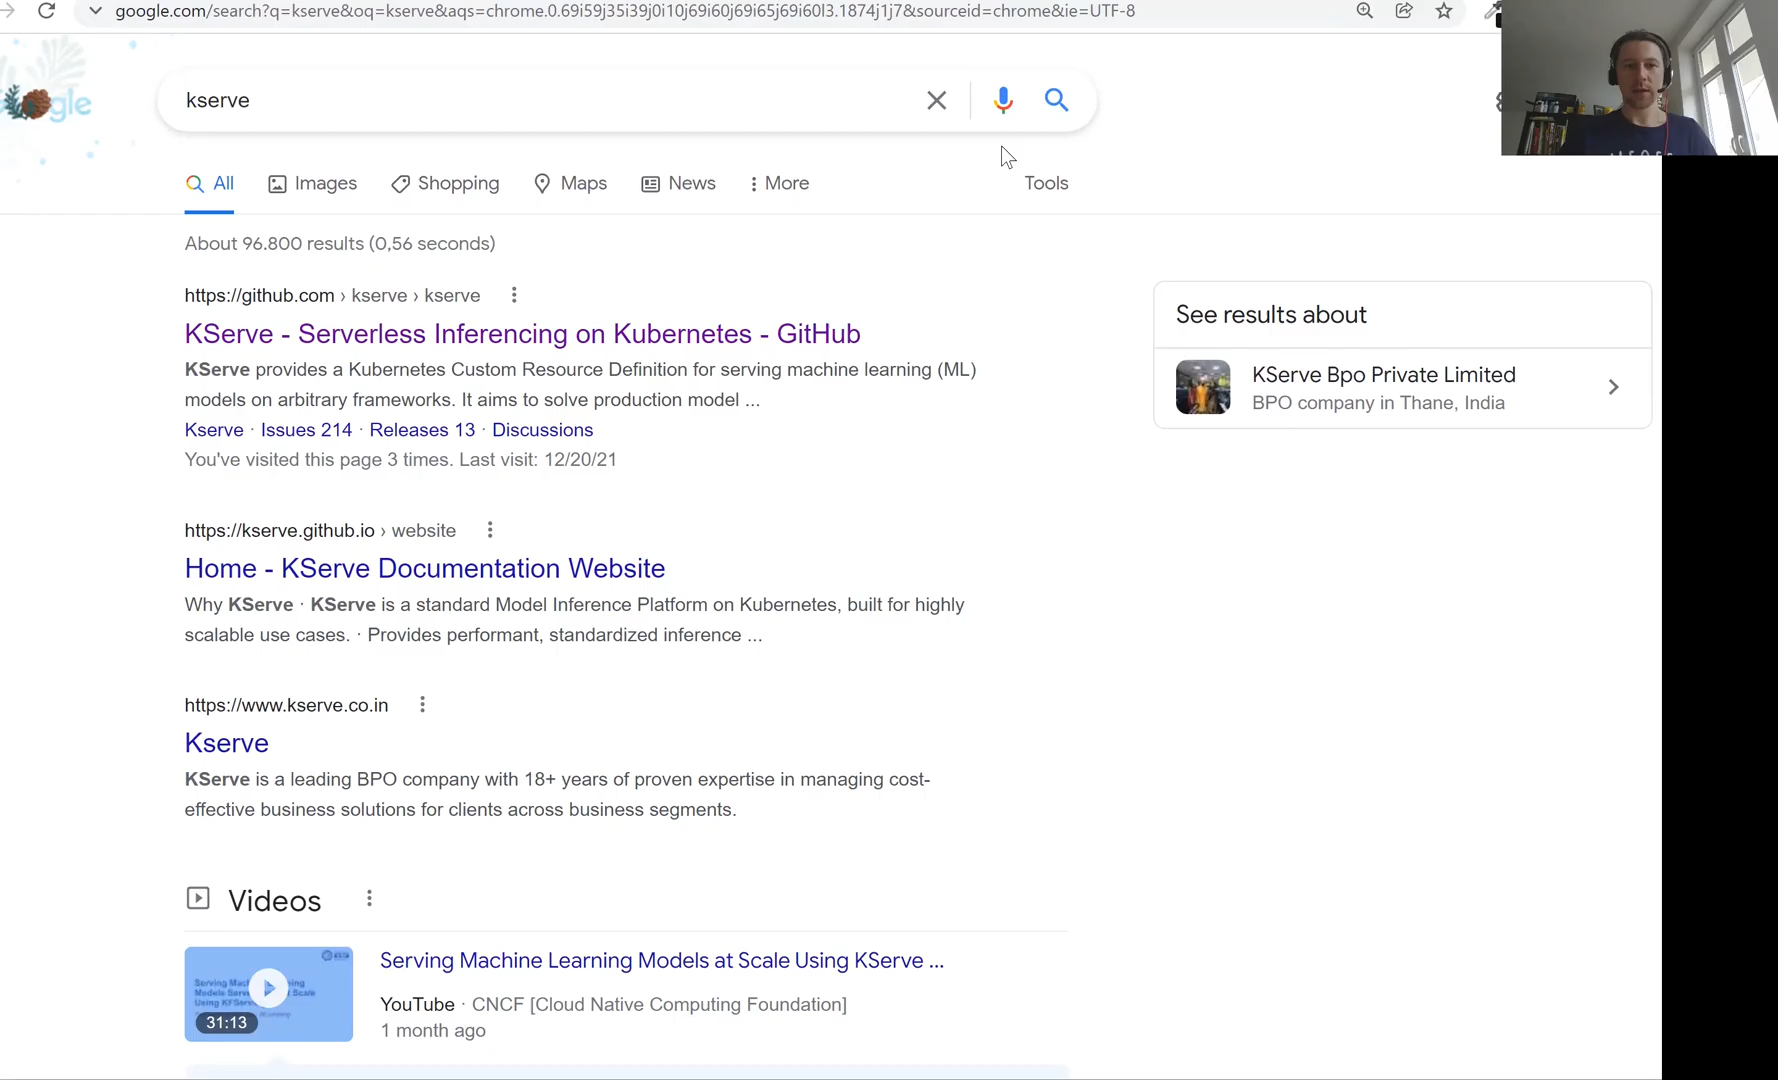 google.com/search?q=kserve&oq=kserve&aqs=chrome.0.69i59j35i39j0i10j69i60j69i65j69i60l3.1874j1j7&sourceid=chrome&ie=UTF-8
gle
kserve
All
Images
Shopping
Maps
News
More
Tools
About 96.800 results (0,56 seconds)
https://github.com › kserve › kserve
KServe - Serverless Inferencing on Kubernetes - GitHub
KServe provides a Kubernetes Custom Resource Definition for serving machine learning (ML)
models on arbitrary frameworks. It aims to solve production model ...
Kserve · Issues 214 · Releases 13 · Discussions
You've visited this page 3 times. Last visit: 12/20/21
See results about
KServe Bpo Private Limited
BPO company in Thane, India
https://kserve.github.io › website
Home - KServe Documentation Website
Why KServe · KServe is a standard Model Inference Platform on Kubernetes, built for highly
scalable use cases. · Provides performant, standardized inference ...
https://www.kserve.co.in
Kserve
KServe is a leading BPO company with 18+ years of proven expertise in managing cost-
effective business solutions for clients across business segments.
Videos
31:13
Serving Machine Learning Models at Scale Using KServe ...
YouTube · CNCF [Cloud Native Computing Foundation]
1 month ago